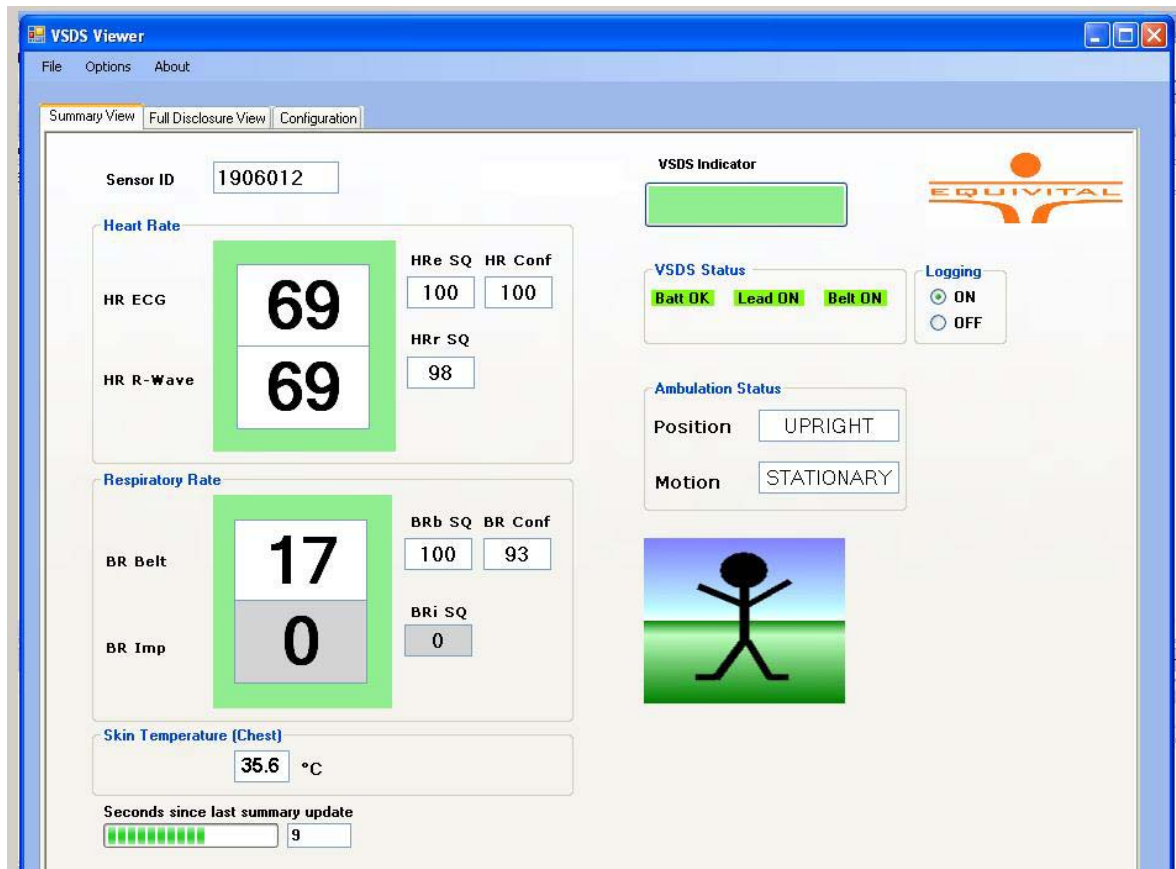 VSDS Viewer
File Options About
Summary View Full Disclosure View Configuration
Sensor ID 1906012
VSDS Indicator
EQUIVITAL
Heart Rate
HR ECG 69
HRe SQ HR Conf
100 100
HR R-Wave 69
HRr SQ
98
VSDS Status
Batt OK Lead ON Belt ON
Logging
ON
OFF
Ambulation Status
Position UPRIGHT
Motion STATIONARY
Respiratory Rate
BR Belt 17
BRb SQ BR Conf
100 93
BR Imp 0
BRi SQ
0
Skin Temperature (Chest)
35.6 °C
Seconds since last summary update
9